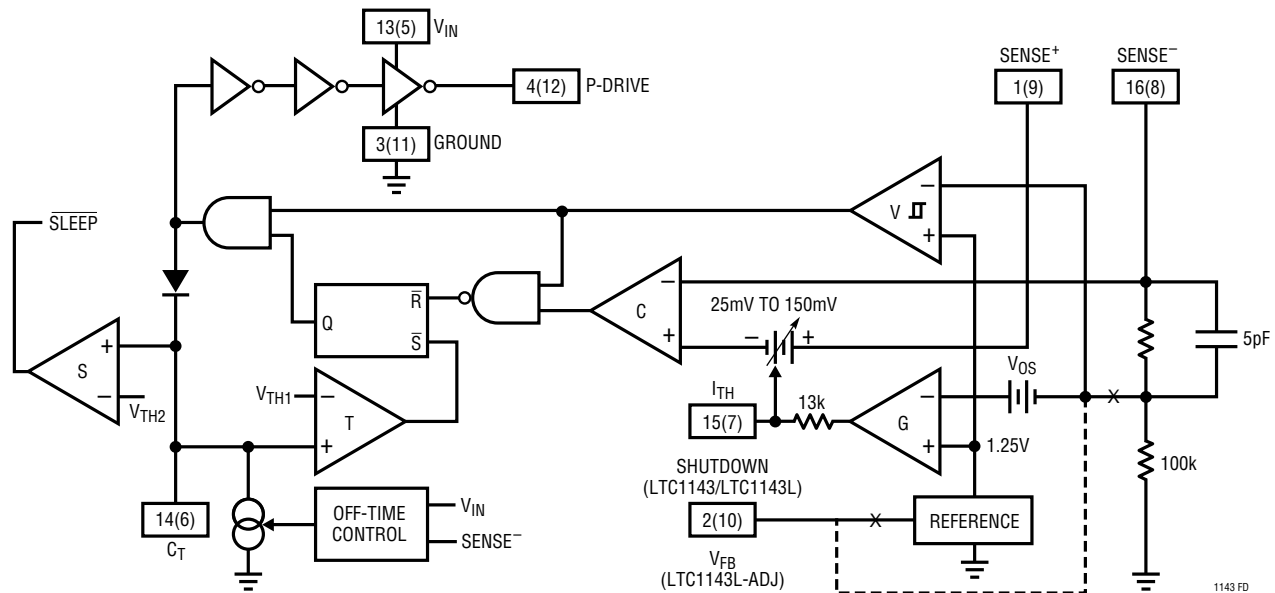 13(5)
V_IN
SENSE⁺
SENSE⁻
4(12)
P-DRIVE
1(9)
16(8)
3(11)
GROUND
SLEEP
V
−
+
−
+
C
25mV TO 150mV
−
+
R
Q
S
5pF
S
+
−
V_TH2
V_TH1
−
+
T
I_TH
15(7)
13k
G
−
+
V_OS
X
1.25V
100k
SHUTDOWN
(LTC1143/LTC1143L)
2(10)
X
REFERENCE
V_FB
(LTC1143L-ADJ)
14(6)
C_T
OFF-TIME
CONTROL
V_IN
SENSE⁻
1143 FD